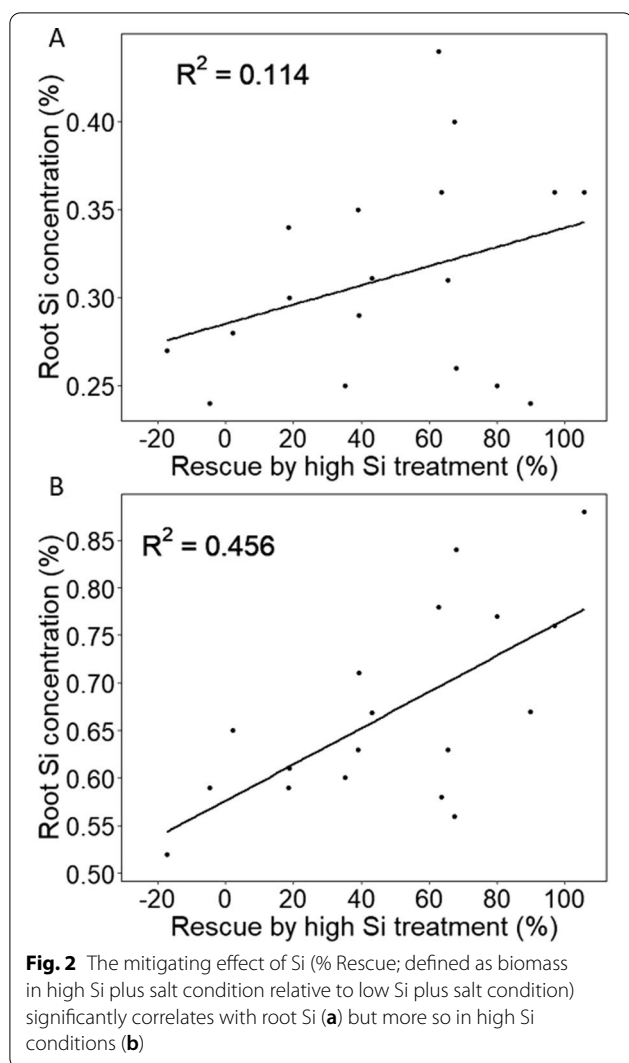 A
R² = 0.114
Root Si concentration (%)
0.40
0.35
0.30
0.25
-20 0 20 40 60 80 100
Rescue by high Si treatment (%)
B
R² = 0.456
Root Si concentration (%)
0.85
0.80
0.75
0.70
0.65
0.60
0.55
0.50
-20 0 20 40 60 80 100
Rescue by high Si treatment (%)
Fig. 2 The mitigating effect of Si (% Rescue; defined as biomass
in high Si plus salt condition relative to low Si plus salt condition)
significantly correlates with root Si (a) but more so in high Si
conditions (b)